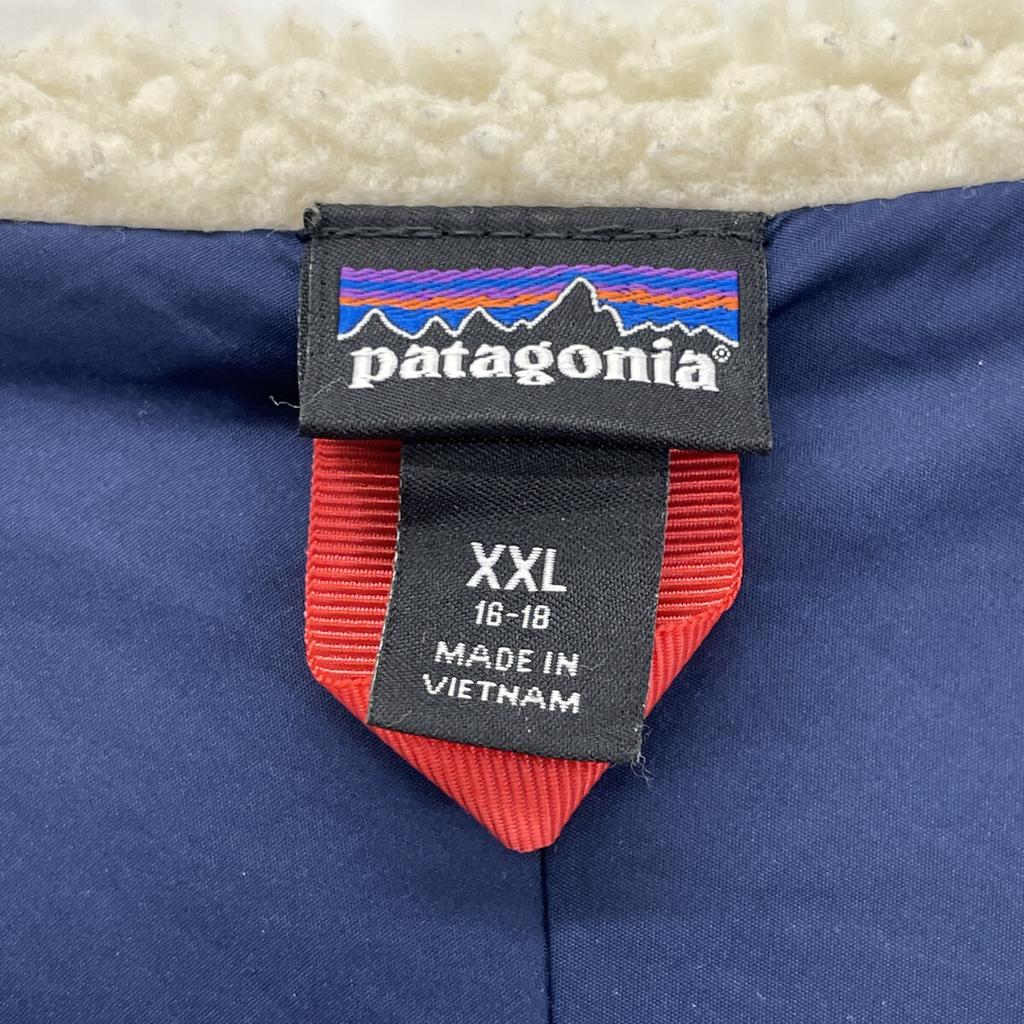 patagonia®
XXL
16-18
MADE IN
VIETNAM